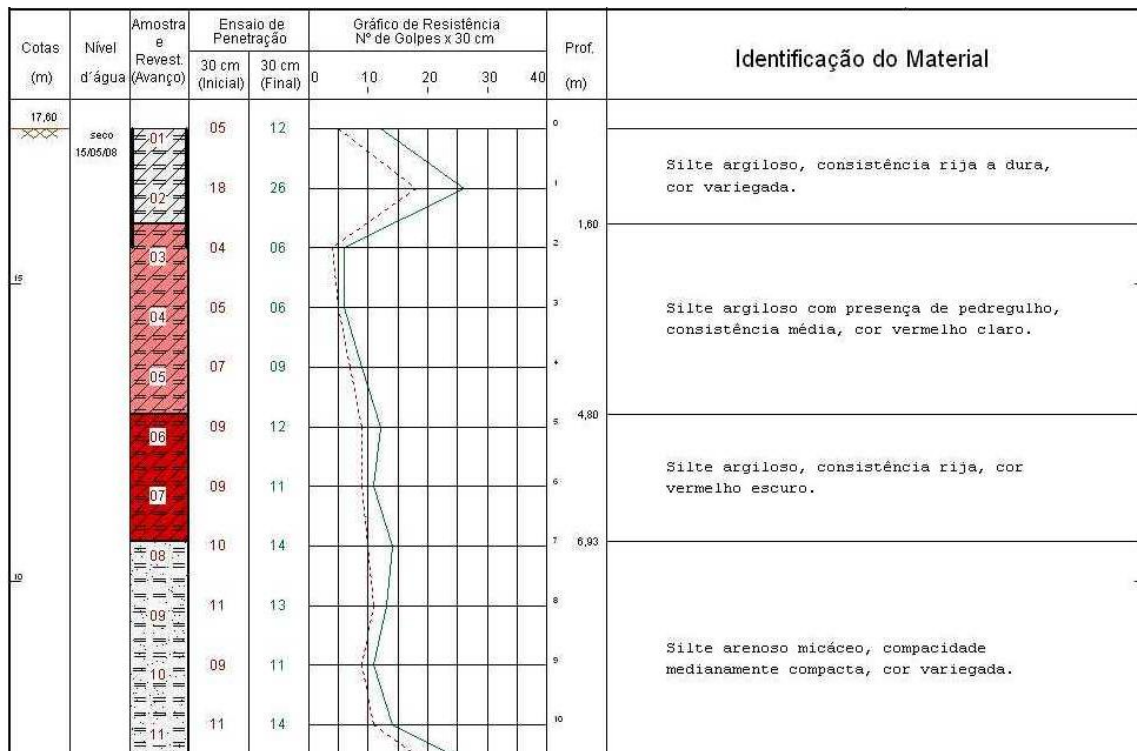 Cotas
(m)
Nível
d´água
Amostra
e
Revest.
(Avanço)
Ensaio de
Penetração
30 cm
(Inicial)
30 cm
(Final)
Gráfico de Resistência
Nº de Golpes x 30 cm
0 10 20 30 40
Prof.
(m)
Identificação do Material
17,60
seco
15/05/08
01 05 12 0
02 18 26 1
Silte argiloso, consistência rija a dura,
cor variegada.
1,60
03 04 06 2
15
04 05 06 3
Silte argiloso com presença de pedregulho,
consistência média, cor vermelho claro.
05 07 09 4
4,80
06 09 12 5
07 09 11 6
Silte argiloso, consistência rija, cor
vermelho escuro.
6,93
08 10 14 7
10
09 11 13 8
10 09 11 9
Silte arenoso micáceo, compacidade
medianamente compacta, cor variegada.
11 11 14 10